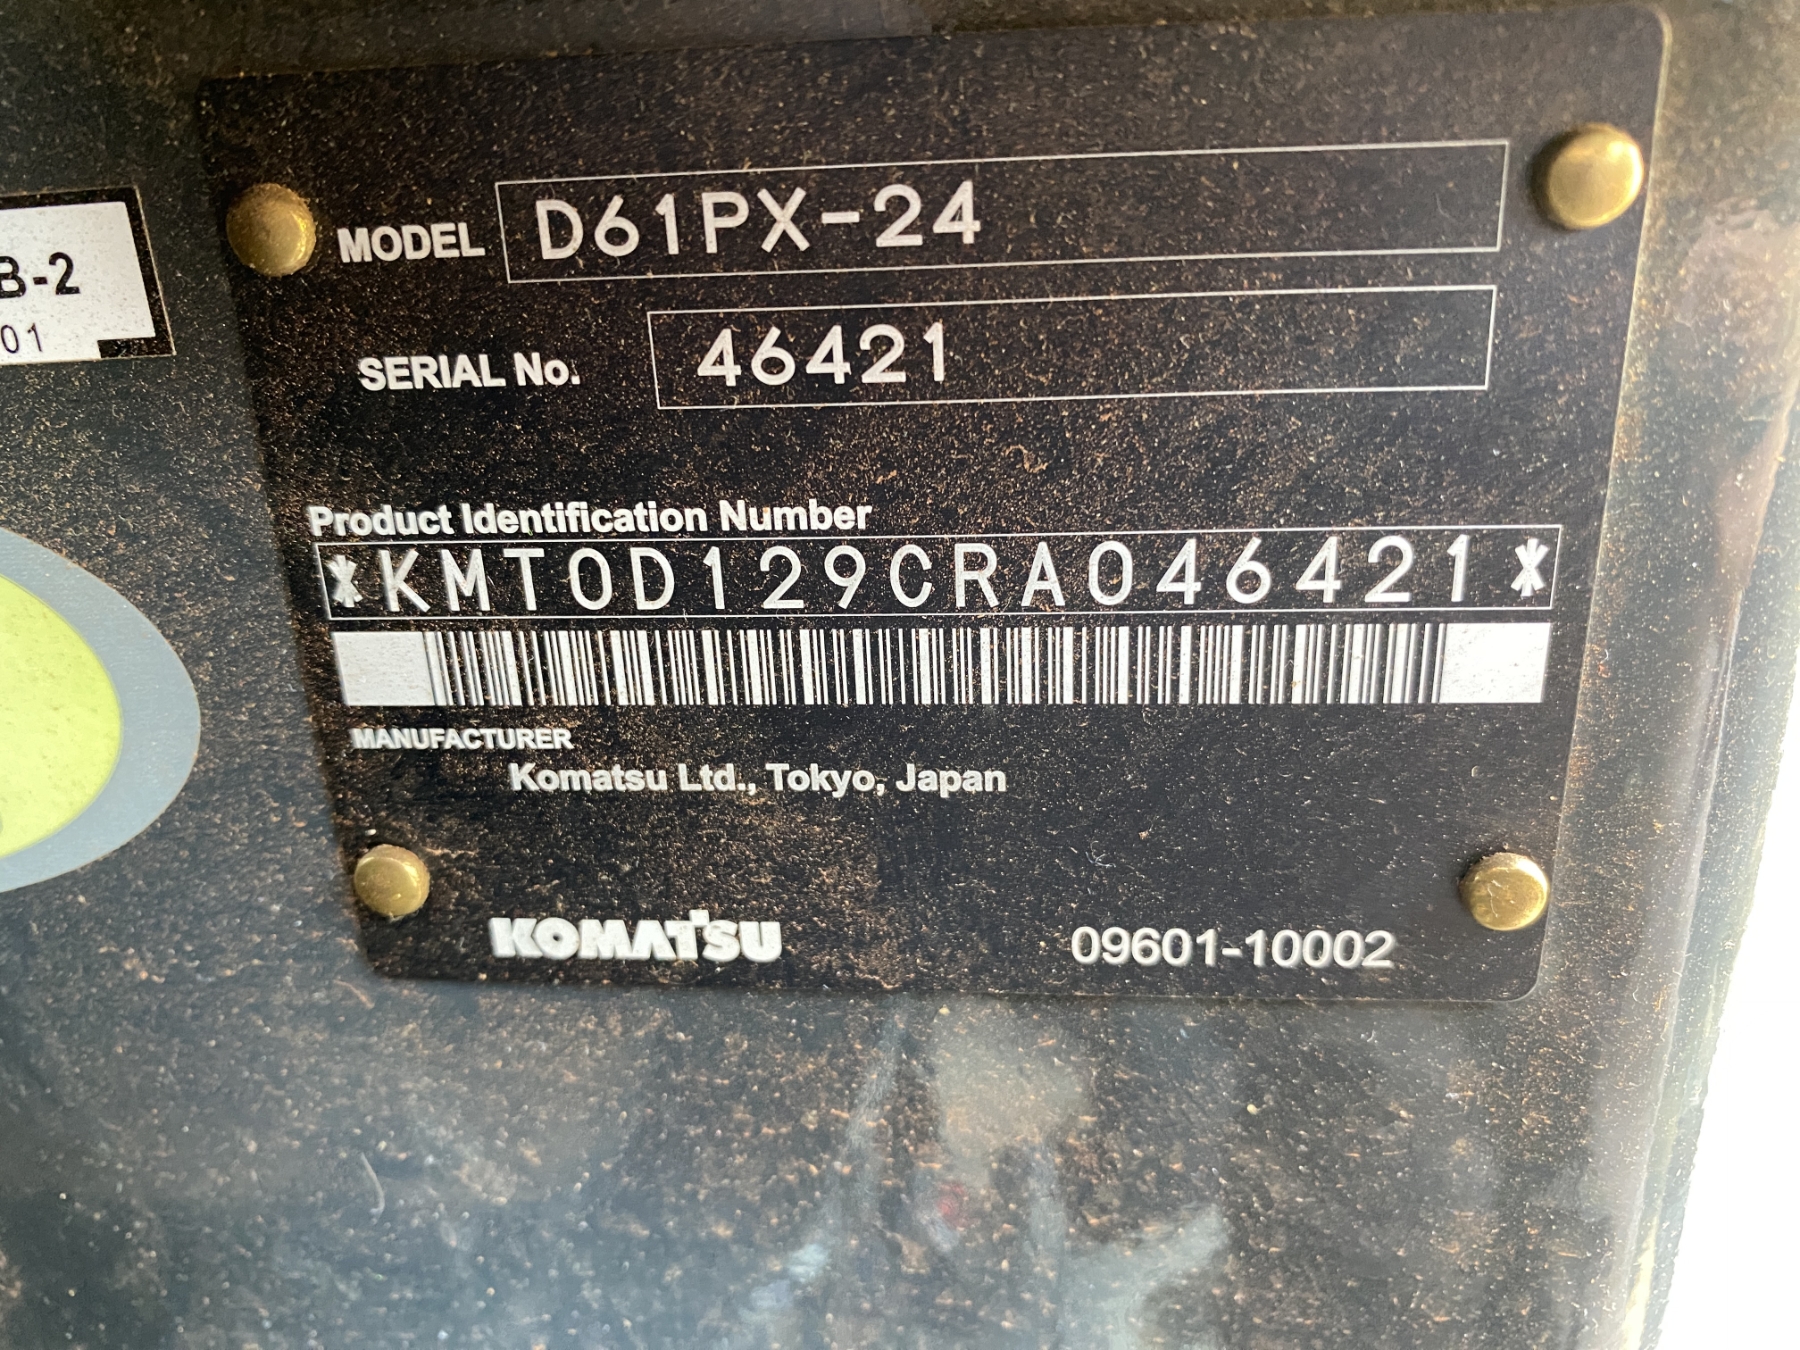 B-2
01
MODEL D61PX-24
SERIAL No. 46421
Product Identification Number
*KMT0D129CRA046421*
MANUFACTURER
Komatsu Ltd., Tokyo, Japan
KOMATSU 09601-10002